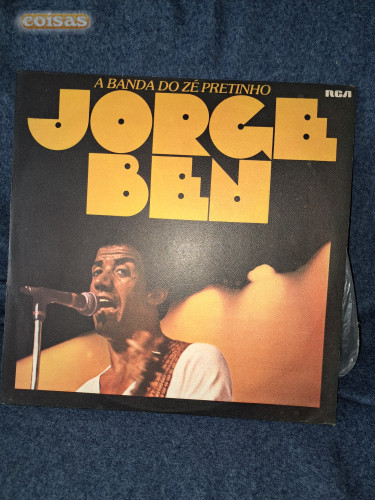 coisas
A BANDA DO ZÉ PRETINHO
RCA
JORGE
BEN